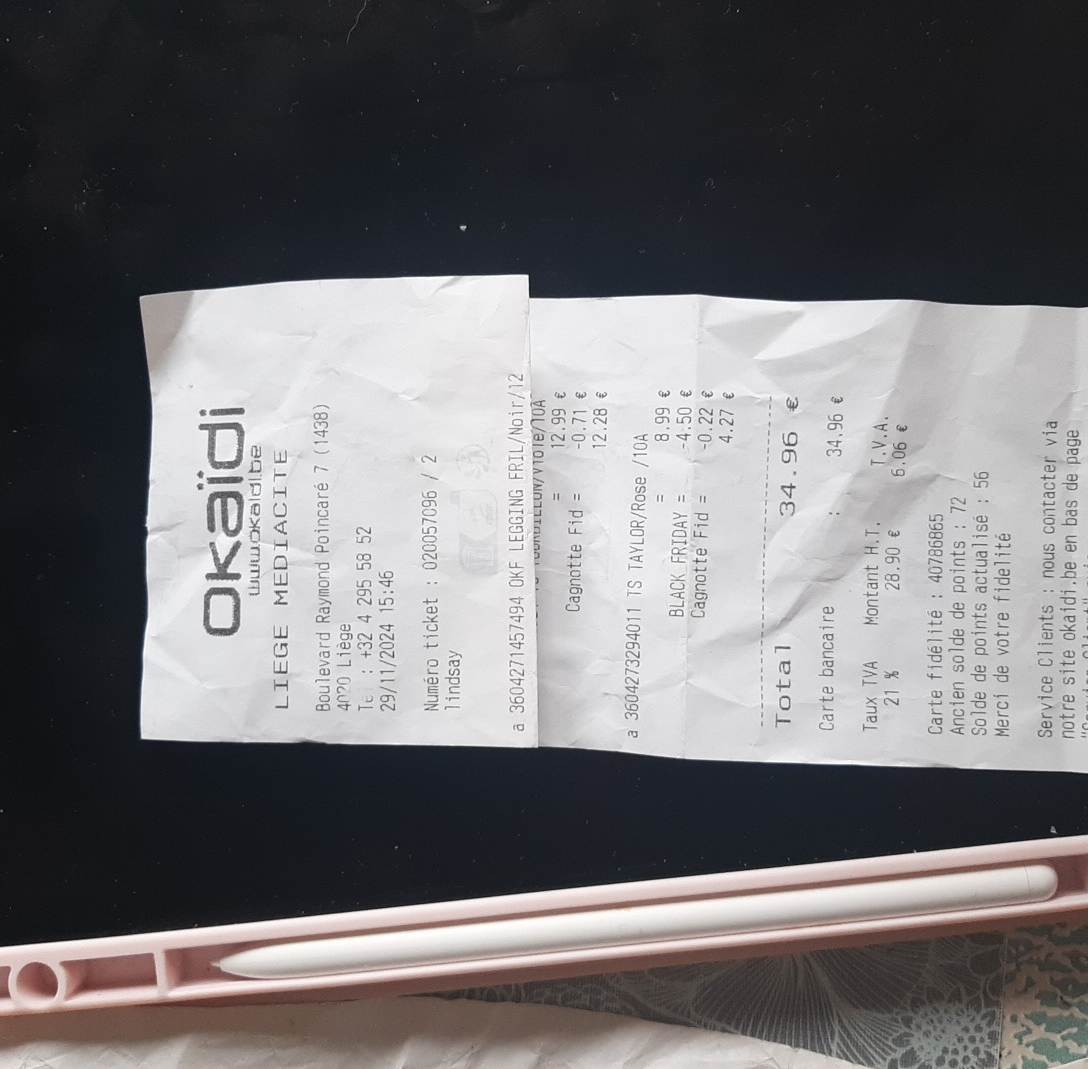 OKAÏDI
www.okaidi.be
LIEGE MEDIACITE
Boulevard Raymond Poincaré 7 (1438)
4020 Liège
Tel : +32 4 295 58 52
29/11/2024 15:46
Numéro ticket : 020057096 / 2
lindsay
a 3604271457494 OKF LEGGING FRIL/Noir/12
/10A
= 12.99 €
Cagnotte Fid = -0.71 €
12.28 €
a 3604273294011 TS TAYLOR/Rose /10A
= 8.99 €
BLACK FRIDAY = -4.50 €
Cagnotte Fid = -0.22 €
4.27 €
Total 34.96 €
Carte bancaire : 34.96 €
Taux TVA Montant H.T. T.V.A.
21 % 28.90 € 6.06 €
Carte fidélité : 40786865
Ancien solde de points : 72
Solde de points actualisé : 56
Merci de votre fidelité
Service Clients : nous contacter via
notre site okaidi.be en bas de page